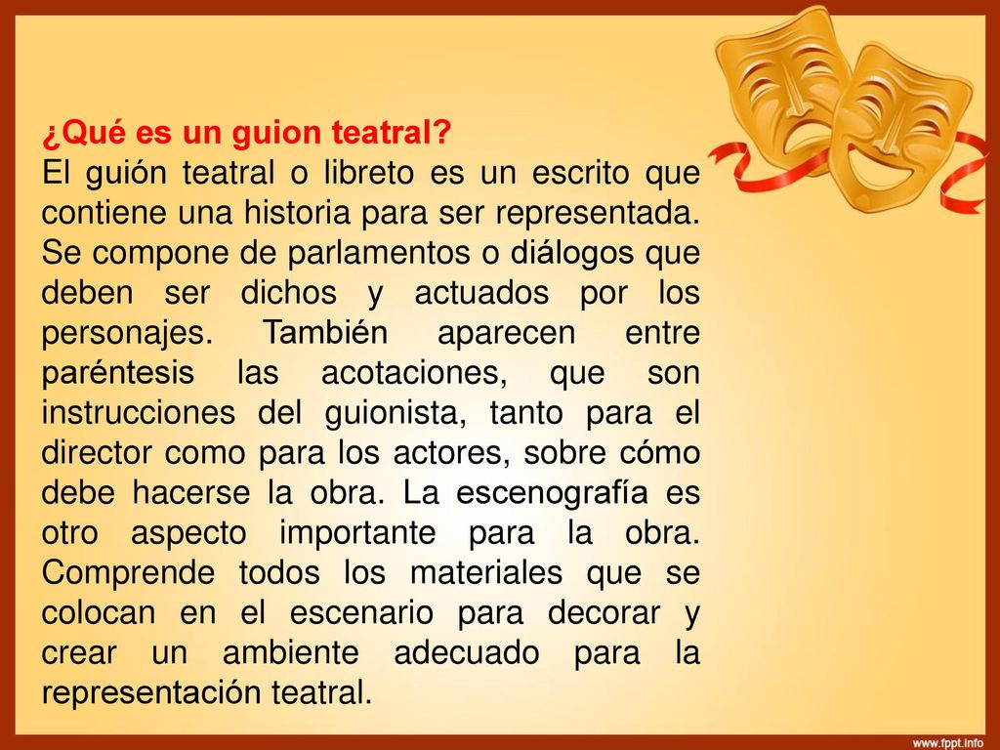 ¿Qué es un guion teatral?
El guión teatral o libreto es un escrito que
contiene una historia para ser representada.
Se compone de parlamentos o diálogos que
deben ser dichos y actuados por los
personajes. También aparecen entre
paréntesis las acotaciones, que son
instrucciones del guionista, tanto para el
director como para los actores, sobre cómo
debe hacerse la obra. La escenografía es
otro aspecto importante para la obra.
Comprende todos los materiales que se
colocan en el escenario para decorar y
crear un ambiente adecuado para la
representación teatral.
www.fppt.info